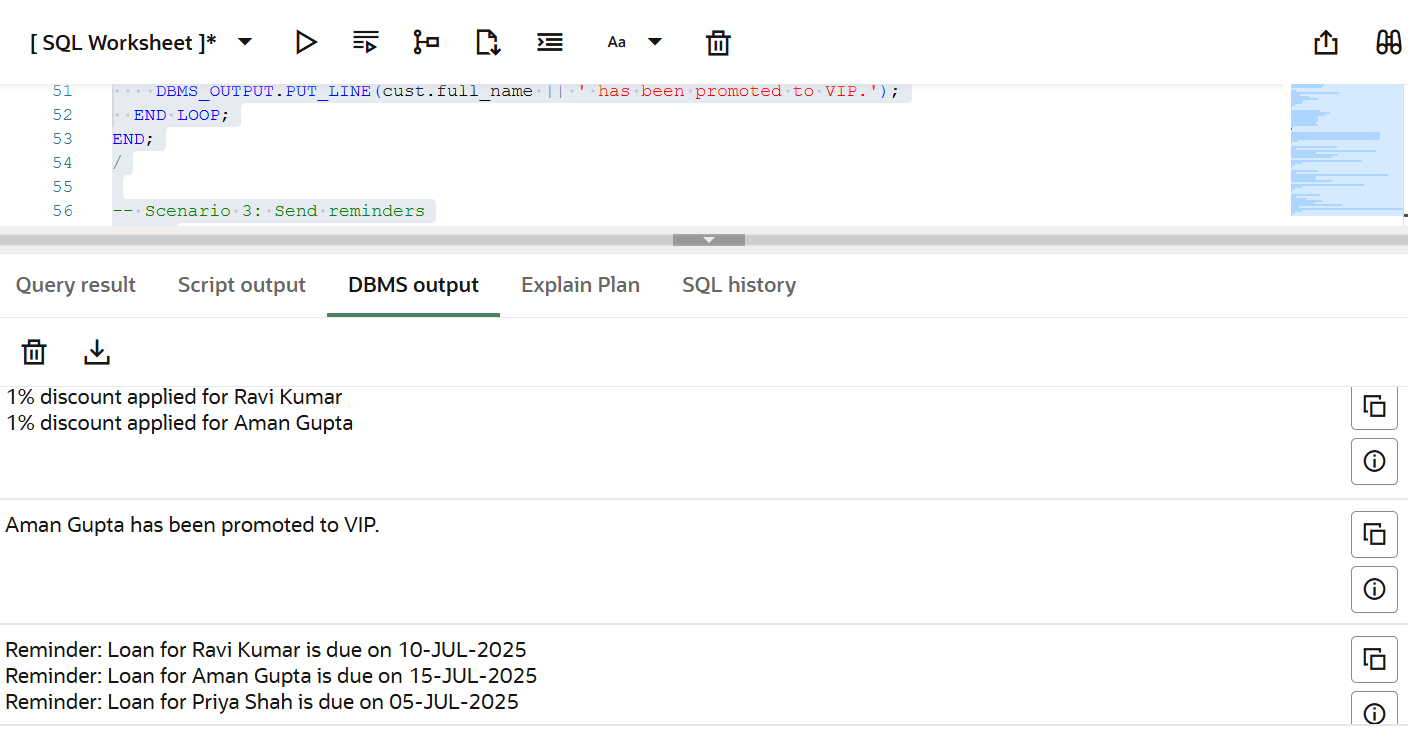 [ SQL Worksheet ]*
Aa
51 DBMS_OUTPUT.PUT_LINE(cust.full_name || ' has been promoted to VIP.');
52 END LOOP;
53 END;
54 /
55
56 -- Scenario 3: Send reminders
Query result Script output DBMS output Explain Plan SQL history
1% discount applied for Ravi Kumar
1% discount applied for Aman Gupta
Aman Gupta has been promoted to VIP.
Reminder: Loan for Ravi Kumar is due on 10-JUL-2025
Reminder: Loan for Aman Gupta is due on 15-JUL-2025
Reminder: Loan for Priya Shah is due on 05-JUL-2025